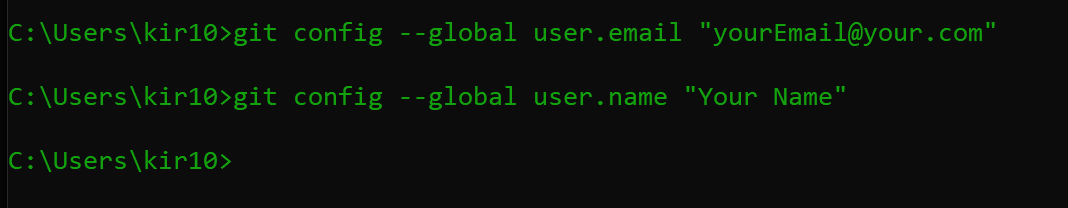 C:\Users\kir10>git config --global user.email "yourEmail@your.com"
C:\Users\kir10>git config --global user.name "Your Name"
C:\Users\kir10>